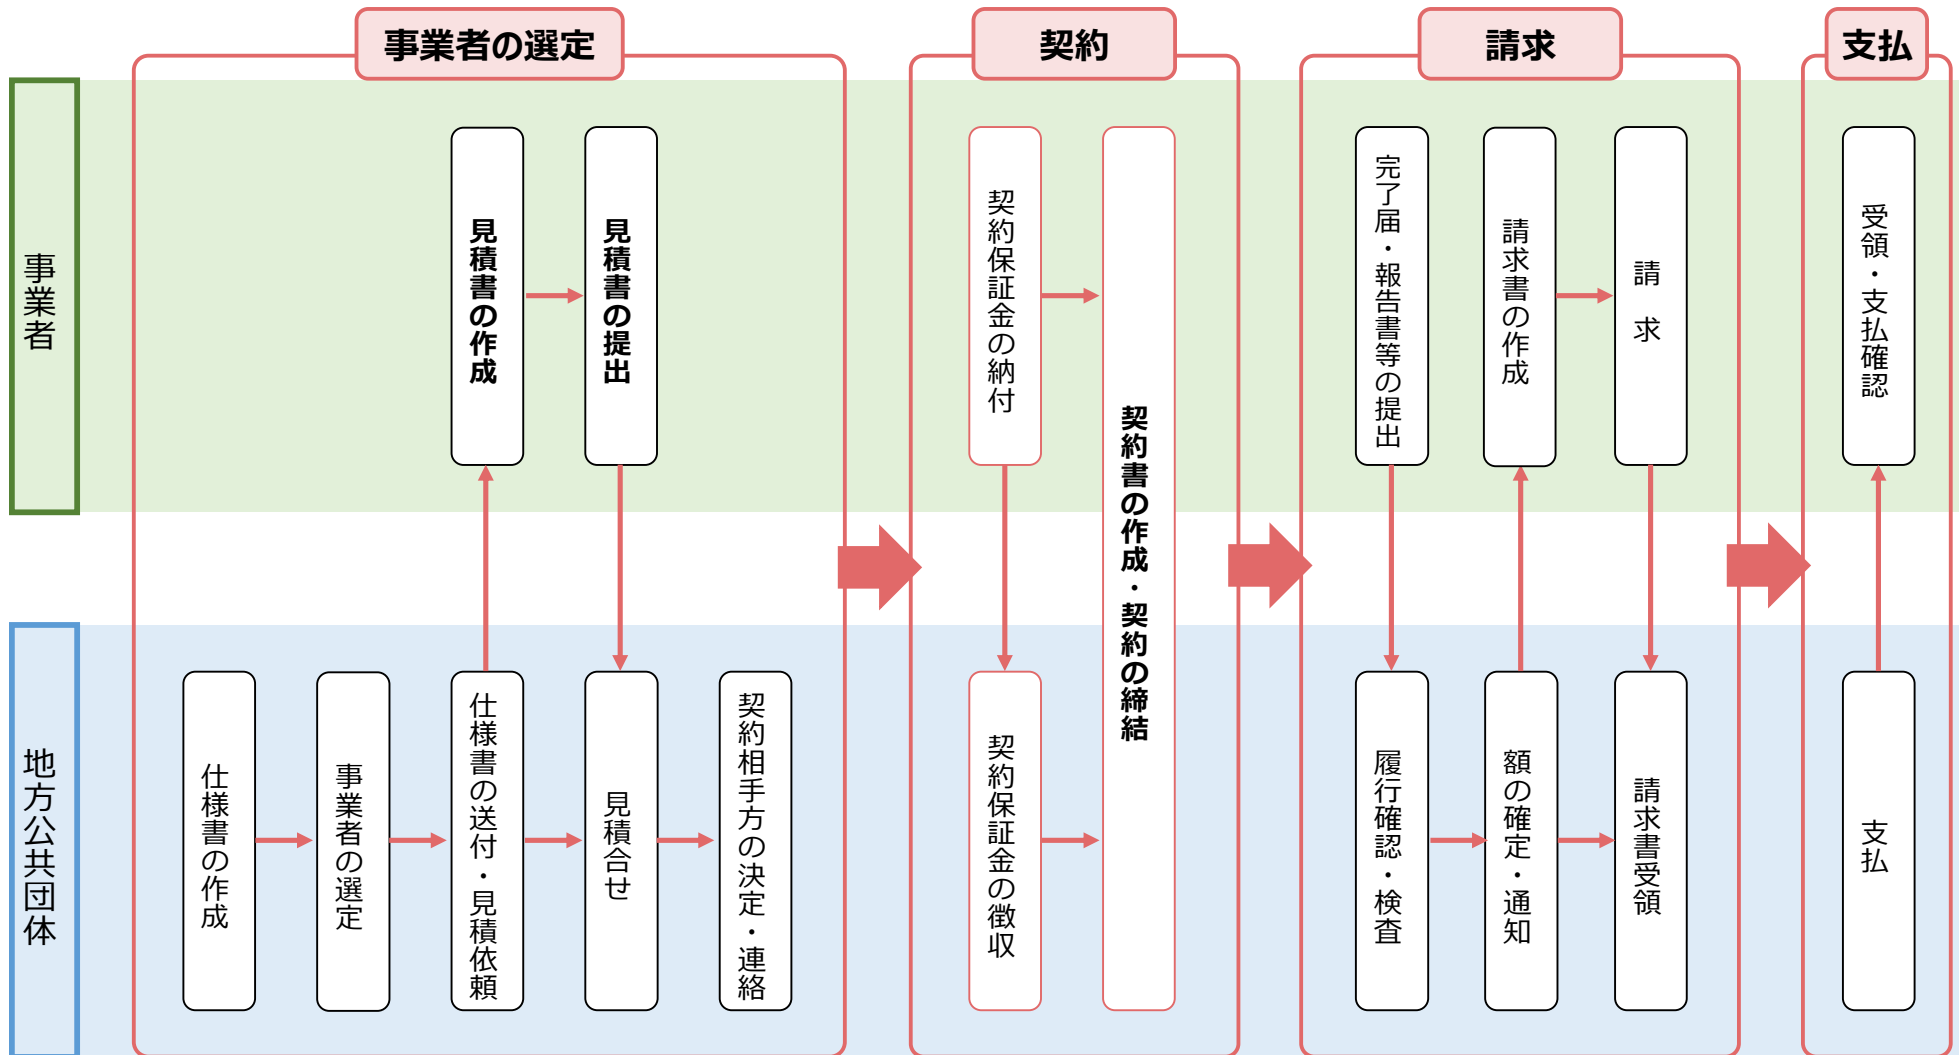 事業者の選定
契約
請求
支払
事業者
見積書の作成
見積書の提出
契約保証金の納付
契約書の作成・契約の締結
完了届・報告書等の提出
請求書の作成
請　求
受領・支払確認
地方公共団体
仕様書の作成
事業者の選定
仕様書の送付・見積依頼
見積合せ
契約相手方の決定・連絡
契約保証金の徴収
履行確認・検査
額の確定・通知
請求書受領
支払